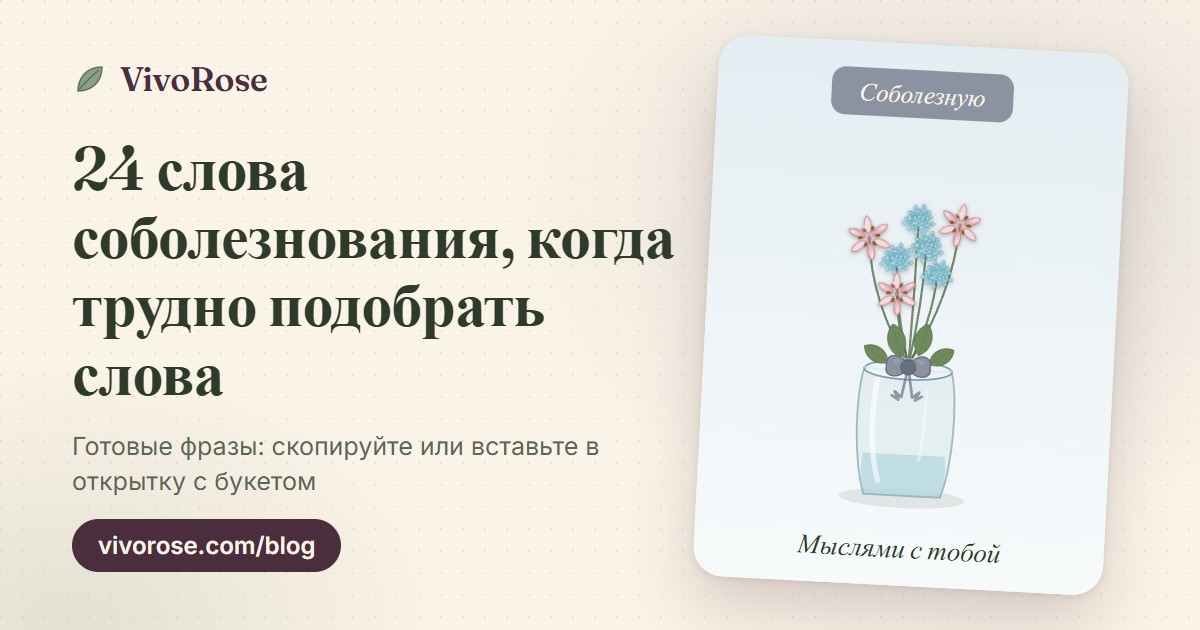 VivoRose
24 слова
соболезнования, когда
трудно подобрать
слова
Готовые фразы: скопируйте или вставьте в
открытку с букетом
vivorose.com/blog
Соболезную
Мыслями с тобой